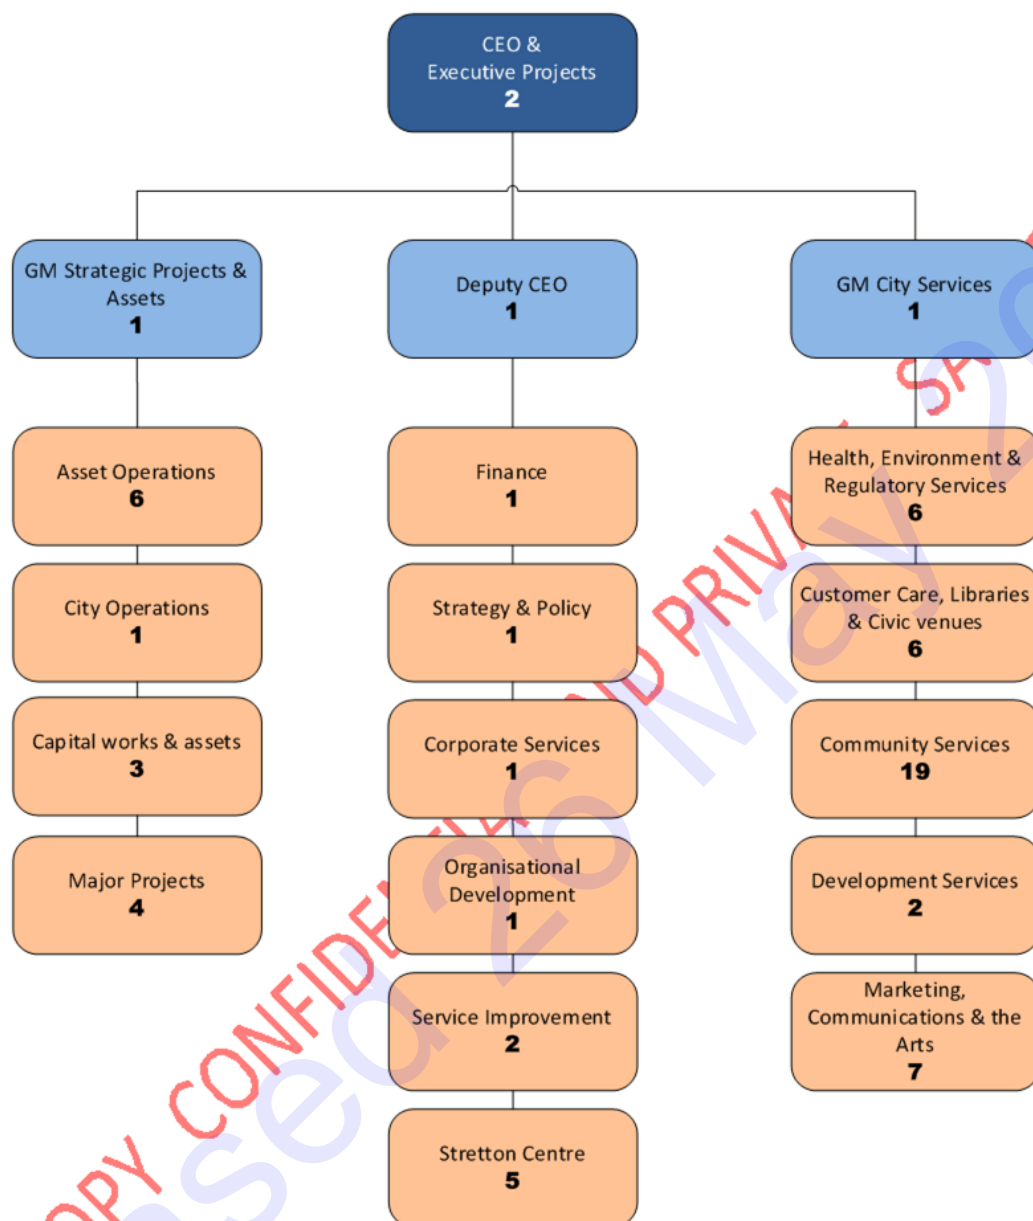 CEO &
Executive Projects
2
GM Strategic Projects &
Assets
1
Deputy CEO
1
GM City Services
1
Asset Operations
6
City Operations
1
Capital works & assets
3
Major Projects
4
Finance
1
Strategy & Policy
1
Corporate Services
1
Organisational
Development
1
Service Improvement
2
Stretton Centre
5
Health, Environment &
Regulatory Services
6
Customer Care, Libraries
& Civic venues
6
Community Services
19
Development Services
2
Marketing,
Communications & the
Arts
7
26 May